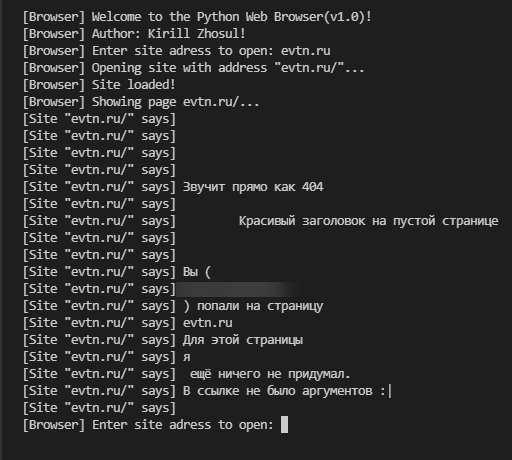 [Browser] Welcome to the Python Web Browser(v1.0)!
[Browser] Author: Kirill Zhosul!
[Browser] Enter site adress to open: evtn.ru
[Browser] Opening site with address "evtn.ru/"...
[Browser] Site loaded!
[Browser] Showing page evtn.ru/...
[Site "evtn.ru/" says]
[Site "evtn.ru/" says]
[Site "evtn.ru/" says]
[Site "evtn.ru/" says]
[Site "evtn.ru/" says] Звучит прямо как 404
[Site "evtn.ru/" says]
[Site "evtn.ru/" says] Красивый заголовок на пустой странице
[Site "evtn.ru/" says]
[Site "evtn.ru/" says]
[Site "evtn.ru/" says] Вы (
[Site "evtn.ru/" says]
[Site "evtn.ru/" says] ) попали на страницу
[Site "evtn.ru/" says] evtn.ru
[Site "evtn.ru/" says] Для этой страницы
[Site "evtn.ru/" says] я
[Site "evtn.ru/" says] ещё ничего не придумал.
[Site "evtn.ru/" says] В ссылке не было аргументов :|
[Site "evtn.ru/" says]
[Browser] Enter site adress to open: